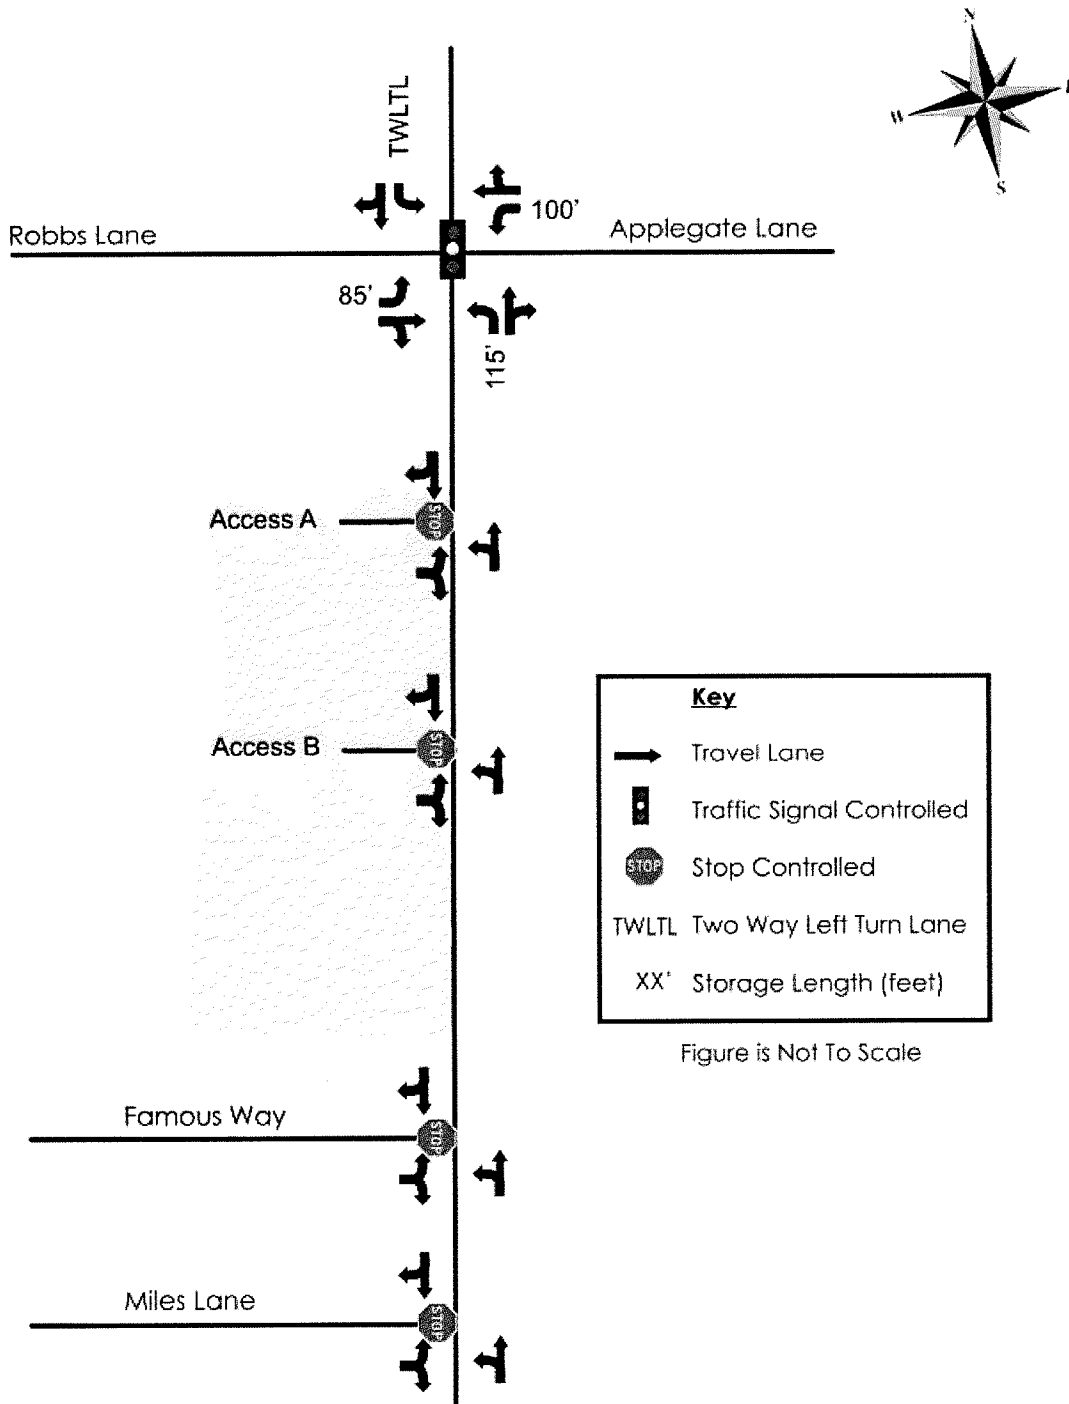 N
W
S
TWLTL
100'
Robbs Lane
Applegate Lane
85'
115'
Access A
STOP
Access B
STOP
Key
Travel Lane
Traffic Signal Controlled
STOP Stop Controlled
TWLTL Two Way Left Turn Lane
XX' Storage Length (feet)
Figure is Not To Scale
Famous Way
STOP
Miles Lane
STOP